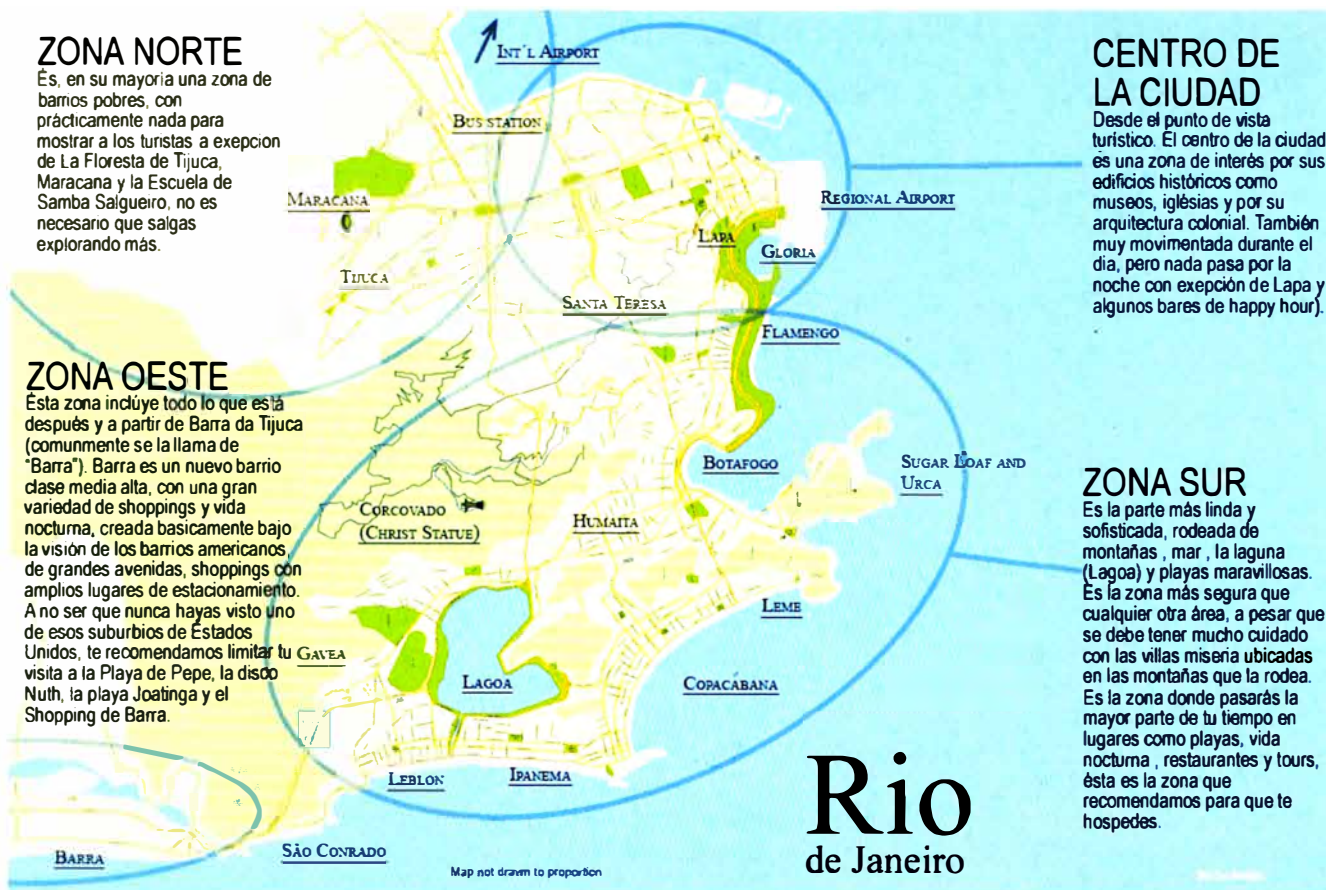 ZONA NORTE
És, en su mayoria una zona de
barrios pobres, con
prácticamente nada para
mostrar a los turistas a exepcion
de La Floresta de Tijuca,
Maracana y la Escuela de
Samba Salgueiro, no es
necesario que salgas
explorando más.
ZONA OESTE
Ésta zona inclúye todo lo que está
después y a partir de Barra da Tijuca
(comunmente se la llama de
"Barra"). Barra es un nuevo barrio
clase media alta, con una gran
variedad de shoppings y vida
nocturna, creada basicamente bajo
la visión de los barrios americanos,
de grandes avenidas, shoppings con
amplios lugares de estacionamiento.
A no ser que nunca hayas visto uno
de esos suburbios de Éstados
Unidos, te recomendamos limitar tu
visita a la Playa de Pepe, la disco
Nuth, la playa Joatinga y el
Shopping de Barra.
INT'L AIRPORT
BUS STATION
MARACANA
TIJUCA
SANTA TERESA
LAPA
GLORIA
REGIONAL AIRPORT
FLAMENGO
BOTAFOGO
SUGAR LOAF AND
URCA
CORCOVADO
(CHRIST STATUE)
HUMAITA
LEME
GAVEA
LAGOA
COPACÁBANA
LEBLON
IPANEMA
SÃO CONRADO
BARRA
Map not drawn to proportion
Rio
de Janeiro
CENTRO DE
LA CIUDAD
Desde el punto de vista
turístico. Él centro de la ciudad
és una zona de interés por sus
edificios históricos como
museos, iglésias y por su
arquitectura colonial. También
muy movimentada durante el
dia, pero nada pasa por la
noche con exepción de Lapa y
algunos bares de happy hour).
ZONA SUR
Es la parte más linda y
sofisticada, rodeada de
montañas , mar , la laguna
(Lagoa) y playas maravillosas.
És la zona más segura que
cualquier otra área, a pesar que
se debe tener mucho cuidado
con las villas miseria ubicadas
en las montañas que la rodea.
Es la zona donde pasarás la
mayor parte de tu tiempo en
lugares como playas, vida
nocturna , restaurantes y tours,
ésta es la zona que
recomendamos para que te
hospedes.